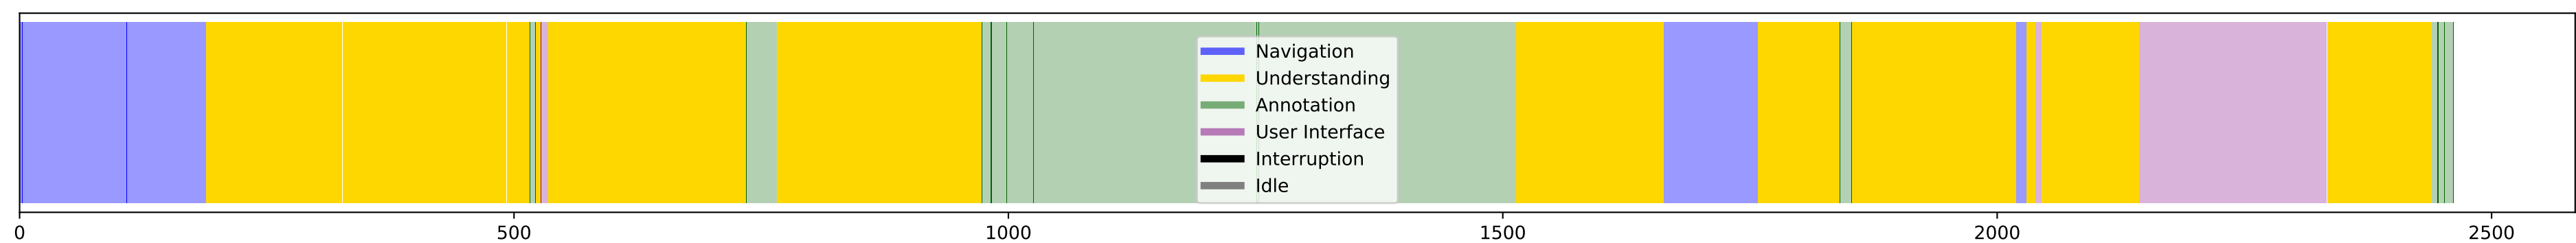 Navigation
Understanding
Annotation
User Interface
Interruption
Idle
0 500 1000 1500 2000 2500